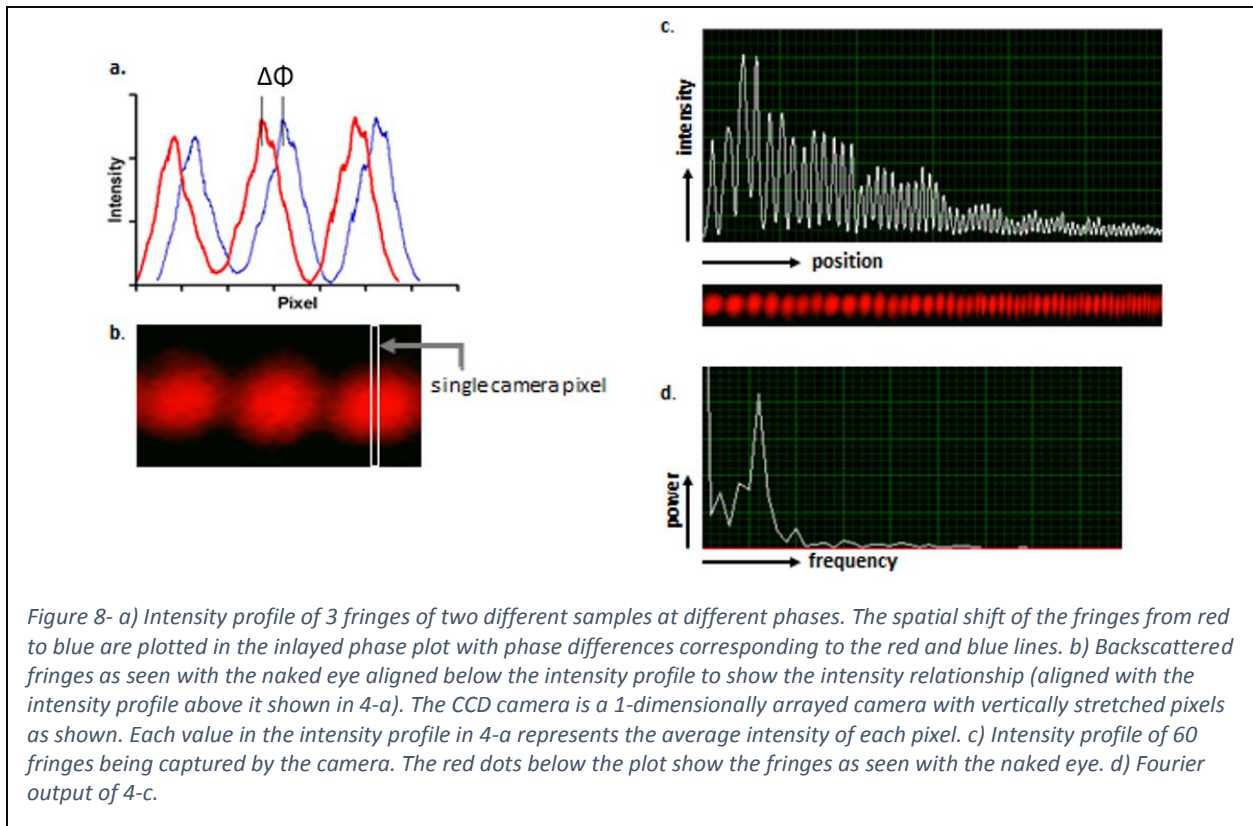 a.
ΔΦ
Intensity
Pixel
b.
single camera pixel
c.
intensity
position
d.
power
frequency
Figure 8- a) Intensity profile of 3 fringes of two different samples at different phases. The spatial shift of the fringes from red
to blue are plotted in the inlayed phase plot with phase differences corresponding to the red and blue lines. b) Backscattered
fringes as seen with the naked eye aligned below the intensity profile to show the intensity relationship (aligned with the
intensity profile above it shown in 4-a). The CCD camera is a 1-dimensionally arrayed camera with vertically stretched pixels
as shown. Each value in the intensity profile in 4-a represents the average intensity of each pixel. c) Intensity profile of 60
fringes being captured by the camera. The red dots below the plot show the fringes as seen with the naked eye. d) Fourier
output of 4-c.